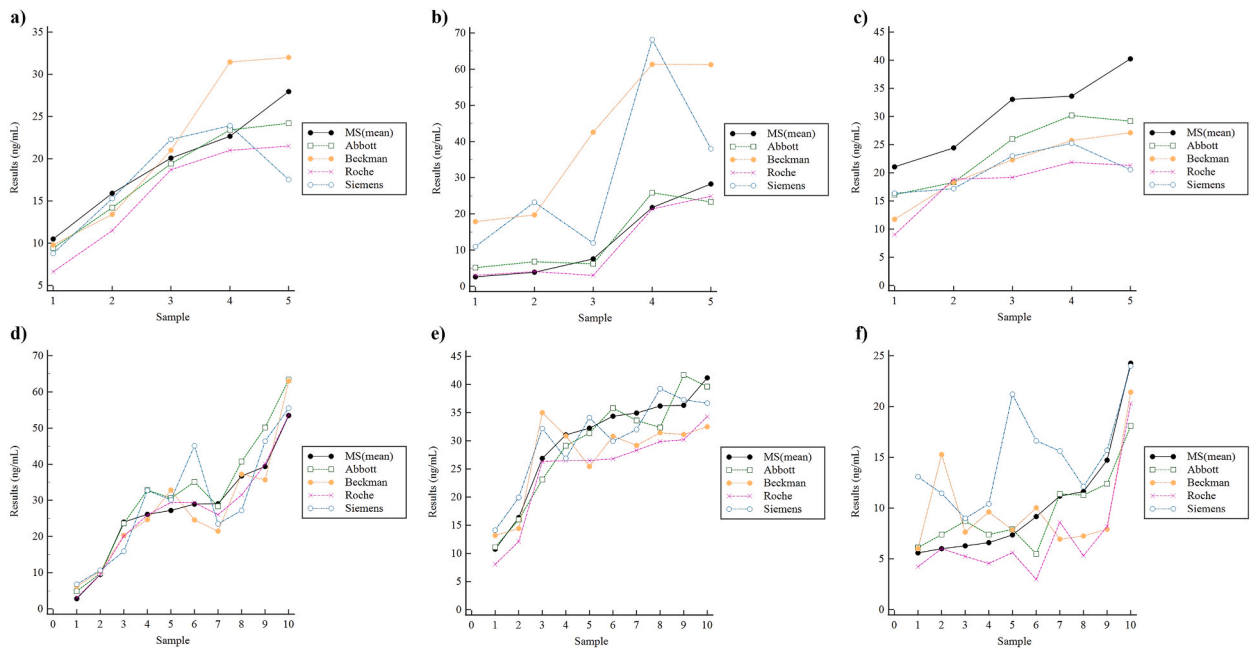 a)
35
30
25
20
15
10
5
Results (ng/mL)
1 2 3 4 5
Sample
MS(mean)
Abbott
Beckman
Roche
Siemens
b)
70
60
50
40
30
20
10
0
Results (ng/mL)
1 2 3 4 5
Sample
MS(mean)
Abbott
Beckman
Roche
Siemens
c)
45
40
35
30
25
20
15
10
5
0
Results (ng/mL)
1 2 3 4 5
Sample
MS(mean)
Abbott
Beckman
Roche
Siemens
d)
70
60
50
40
30
20
10
0
Results (ng/mL)
0 1 2 3 4 5 6 7 8 9 10
Sample
MS(mean)
Abbott
Beckman
Roche
Siemens
e)
45
40
35
30
25
20
15
10
5
0
Results (ng/mL)
0 1 2 3 4 5 6 7 8 9 10
Sample
MS(mean)
Abbott
Beckman
Roche
Siemens
f)
25
20
15
10
5
0
Results (ng/mL)
0 1 2 3 4 5 6 7 8 9 10
Sample
MS(mean)
Abbott
Beckman
Roche
Siemens